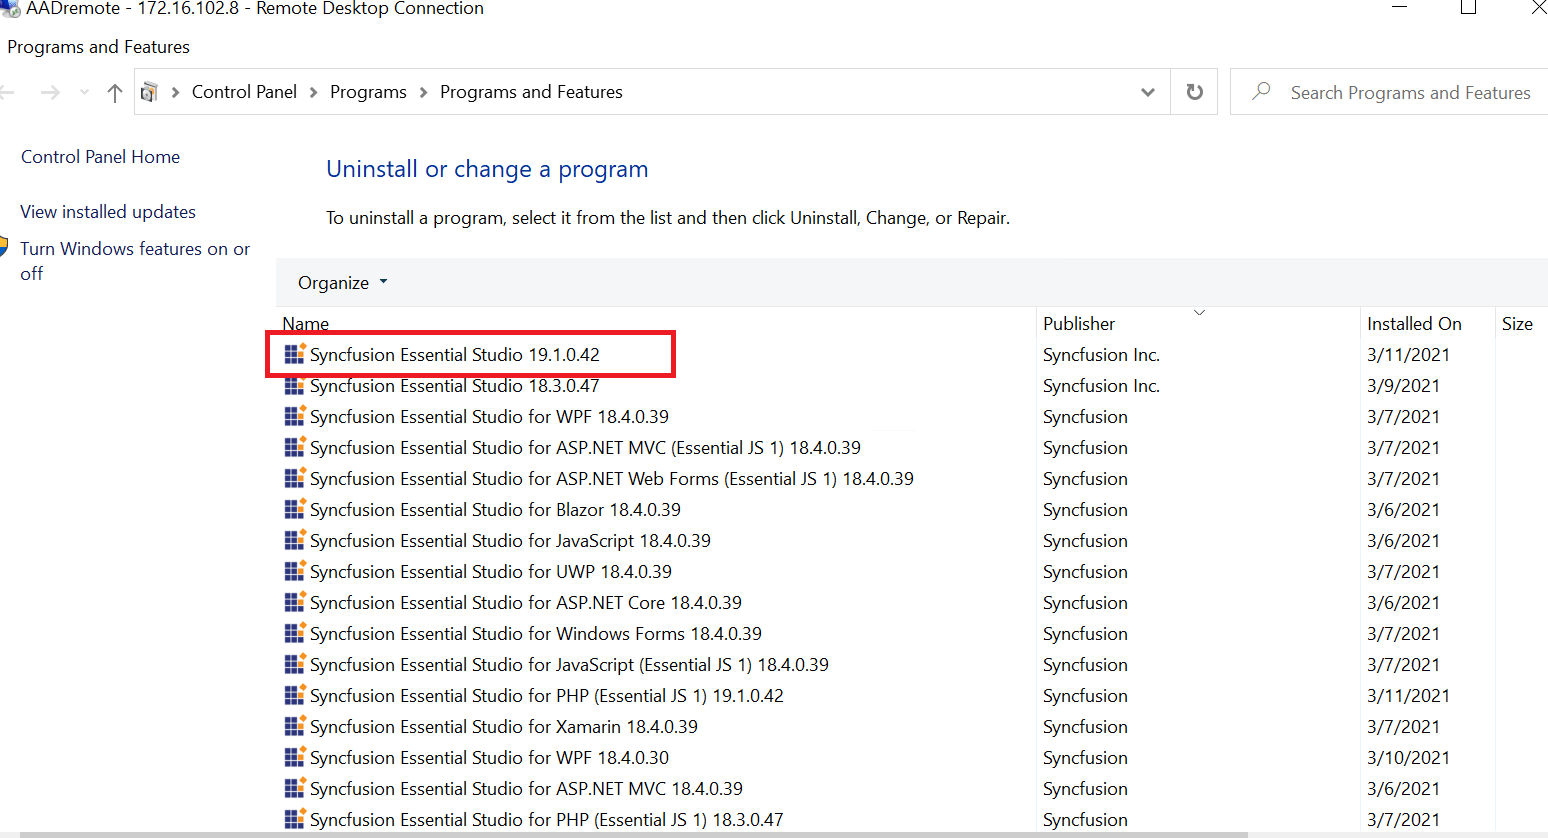 AADremote - 172.16.102.8 - Remote Desktop Connection
Programs and Features
Control Panel > Programs > Programs and Features
Search Programs and Features
Control Panel Home
View installed updates
Turn Windows features on or
off
Uninstall or change a program
To uninstall a program, select it from the list and then click Uninstall, Change, or Repair.
Organize
Name Publisher Installed On Size
Syncfusion Essential Studio 19.1.0.42 Syncfusion Inc. 3/11/2021
Syncfusion Essential Studio 18.3.0.47 Syncfusion Inc. 3/9/2021
Syncfusion Essential Studio for WPF 18.4.0.39 Syncfusion 3/7/2021
Syncfusion Essential Studio for ASP.NET MVC (Essential JS 1) 18.4.0.39 Syncfusion 3/7/2021
Syncfusion Essential Studio for ASP.NET Web Forms (Essential JS 1) 18.4.0.39 Syncfusion 3/7/2021
Syncfusion Essential Studio for Blazor 18.4.0.39 Syncfusion 3/6/2021
Syncfusion Essential Studio for JavaScript 18.4.0.39 Syncfusion 3/6/2021
Syncfusion Essential Studio for UWP 18.4.0.39 Syncfusion 3/7/2021
Syncfusion Essential Studio for ASP.NET Core 18.4.0.39 Syncfusion 3/6/2021
Syncfusion Essential Studio for Windows Forms 18.4.0.39 Syncfusion 3/7/2021
Syncfusion Essential Studio for JavaScript (Essential JS 1) 18.4.0.39 Syncfusion 3/7/2021
Syncfusion Essential Studio for PHP (Essential JS 1) 19.1.0.42 Syncfusion 3/11/2021
Syncfusion Essential Studio for Xamarin 18.4.0.39 Syncfusion 3/7/2021
Syncfusion Essential Studio for WPF 18.4.0.30 Syncfusion 3/10/2021
Syncfusion Essential Studio for ASP.NET MVC 18.4.0.39 Syncfusion 3/6/2021
Syncfusion Essential Studio for PHP (Essential JS 1) 18.3.0.47 Syncfusion 3/7/2021